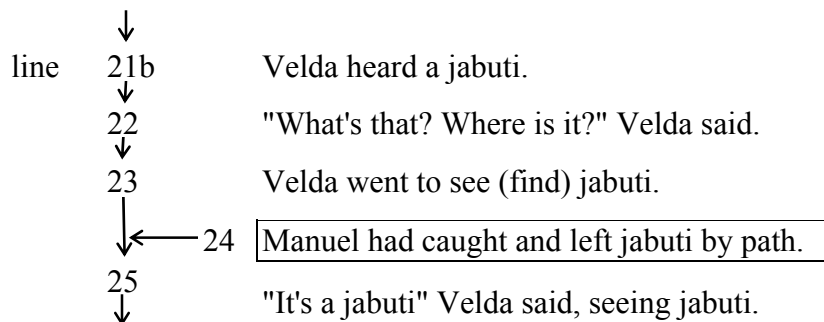 line 21b Velda heard a jabuti.
22 "What's that? Where is it?" Velda said.
23 Velda went to see (find) jabuti.
24 Manuel had caught and left jabuti by path.
25 "It's a jabuti" Velda said, seeing jabuti.